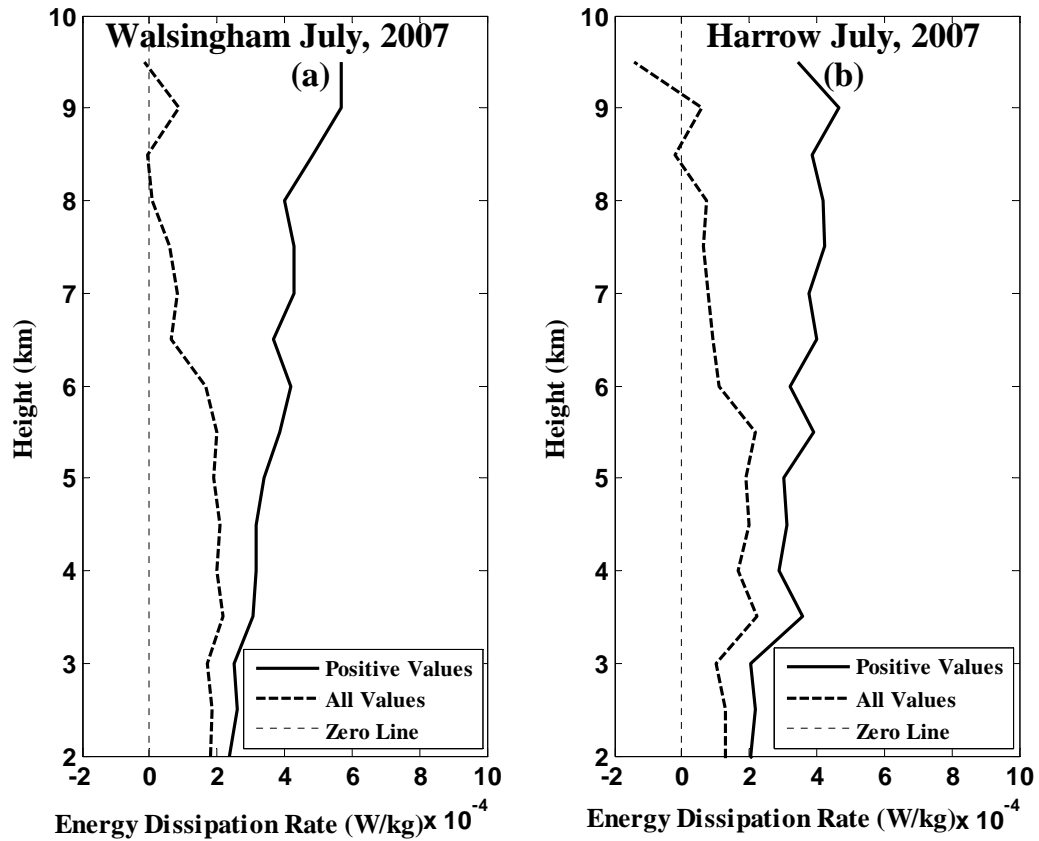 Walsingham July, 2007
(a)
Height (km)
10
9
8
7
6
5
4
3
2
Positive Values
All Values
Zero Line
-2 0 2 4 6 8 10
Energy Dissipation Rate (W/kg) x 10^-4
Harrow July, 2007
(b)
Height (km)
10
9
8
7
6
5
4
3
2
Positive Values
All Values
Zero Line
-2 0 2 4 6 8 10
Energy Dissipation Rate (W/kg) x 10^-4